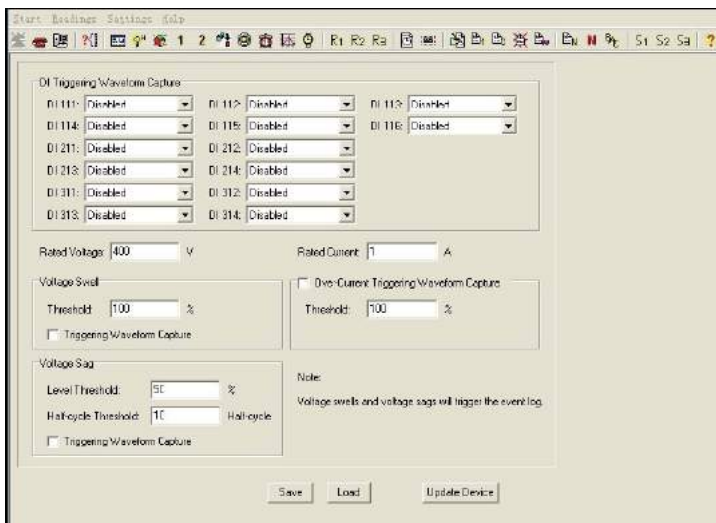 Start Readings Settings Help
1 2 R1 R2 R3 S1 S2 S3 ?
DI Triggering Waveform Capture
DI 111: Disabled DI 112: Disabled DI 113: Disabled
DI 114: Disabled DI 115: Disabled DI 116: Disabled
DI 211: Disabled DI 212: Disabled
DI 213: Disabled DI 214: Disabled
DI 311: Disabled DI 312: Disabled
DI 313: Disabled DI 314: Disabled
Rated Voltage: 400 V Rated Current: 1 A
Voltage Swell
Threshold: 100 %
Triggering Waveform Capture
Over-Current Triggering Waveform Capture
Threshold: 100 %
Voltage Sag
Level Threshold: %
Half-cycle Threshold: 10 Half-cycle
Triggering Waveform Capture
Note:
Voltage swells and voltage sags will trigger the event log.
Save Load Update Device